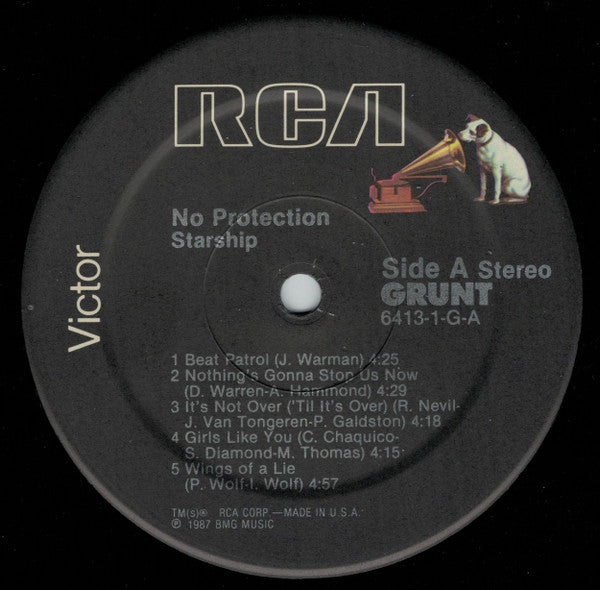 RCA
No Protection
Starship
Victor
Side A Stereo
GRUNT
6413-1-G-A
1 Beat Patrol (J. Warman) 4:25
2 Nothing's Gonna Stop Us Now
(D. Warren-A. Hammond) 4:29
3 It's Not Over ('Til It's Over) (R. Nevil-
J. Van Tongeren-P. Galdston) 4:18
4 Girls Like You (C. Chaquico-
S. Diamond-M. Thomas) 4:15
5 Wings of a Lie
(P. Wolf-I. Wolf) 4:57
TM(s)® RCA CORP.—MADE IN U.S.A.
℗ 1987 BMG MUSIC